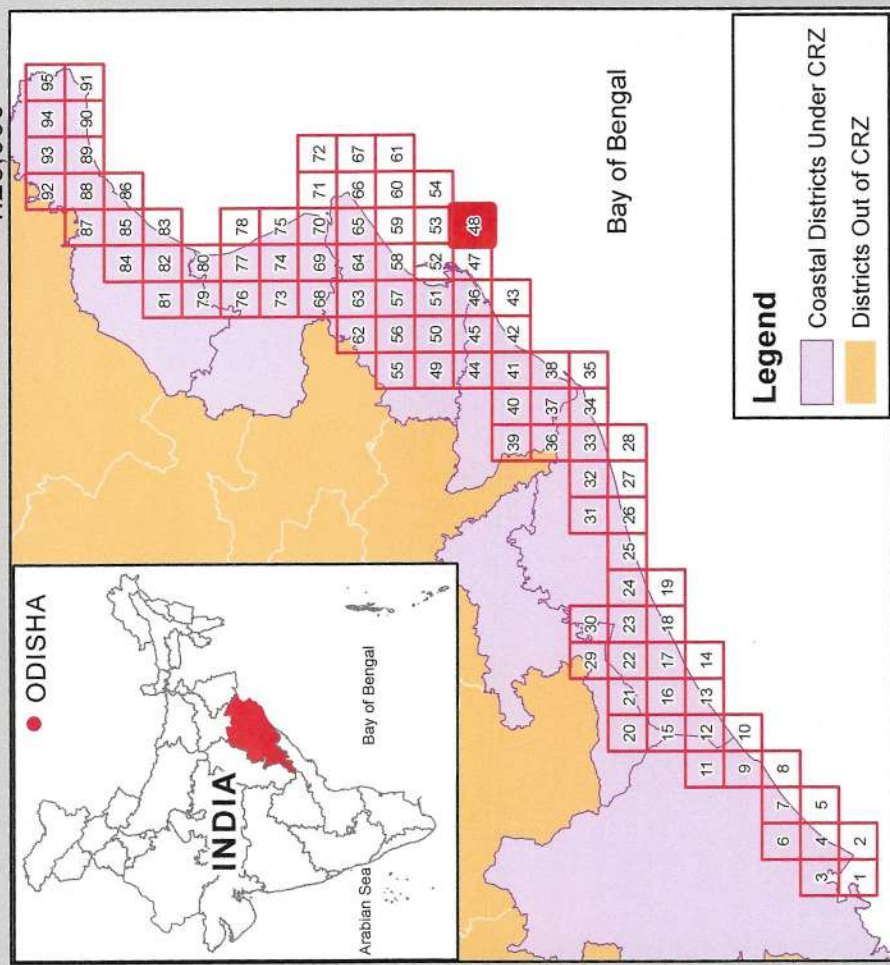 ODISHA
INDIA
Arabian Sea
Bay of Bengal
92 93 94 95
87 88 89 90 91
84 85 86
81 82 83
79 80
76 77 78
73 74 75
68 69 70 71 72
62 63 64 65 66 67
55 56 57 58 59 60 61
49 50 51 52 53 54
44 45 46 47 48
39 40 41 42 43
36 37 38
29 30 31 32 33 34 35
20 21 22 23 24 25 26 27 28
15 16 17 18 19
11 12 13 14
9 10
6 7 8
3 4 5
1 2
Bay of Bengal
Legend
Coastal Districts Under CRZ
Districts Out of CRZ